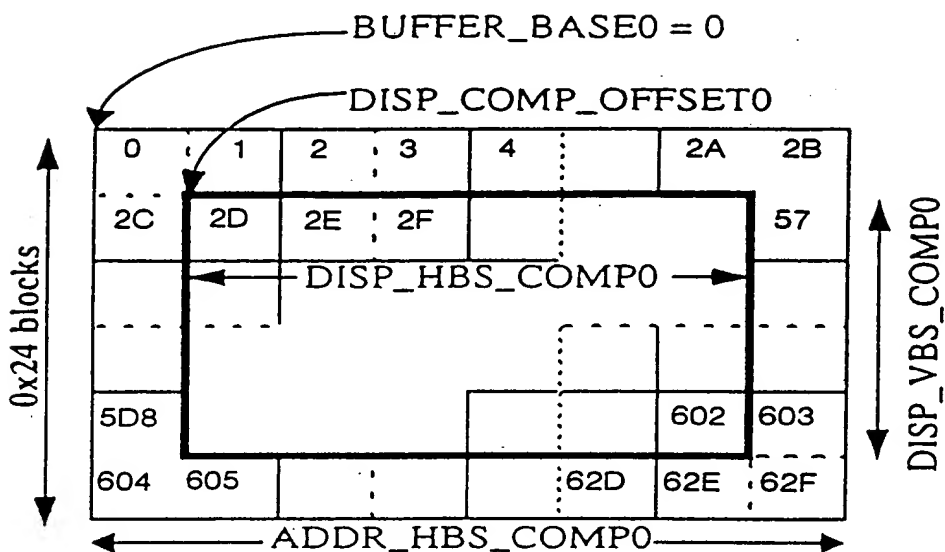 BUFFER_BASE0 = 0
DISP_COMP_OFFSET0
0 1 2 3 4 2A 2B
2C 2D 2E 2F 57
DISP_HBS_COMP0
0x24 blocks
DISP_VBS_COMP0
5D8 602 603
604 605 62D 62E 62F
ADDR_HBS_COMP0